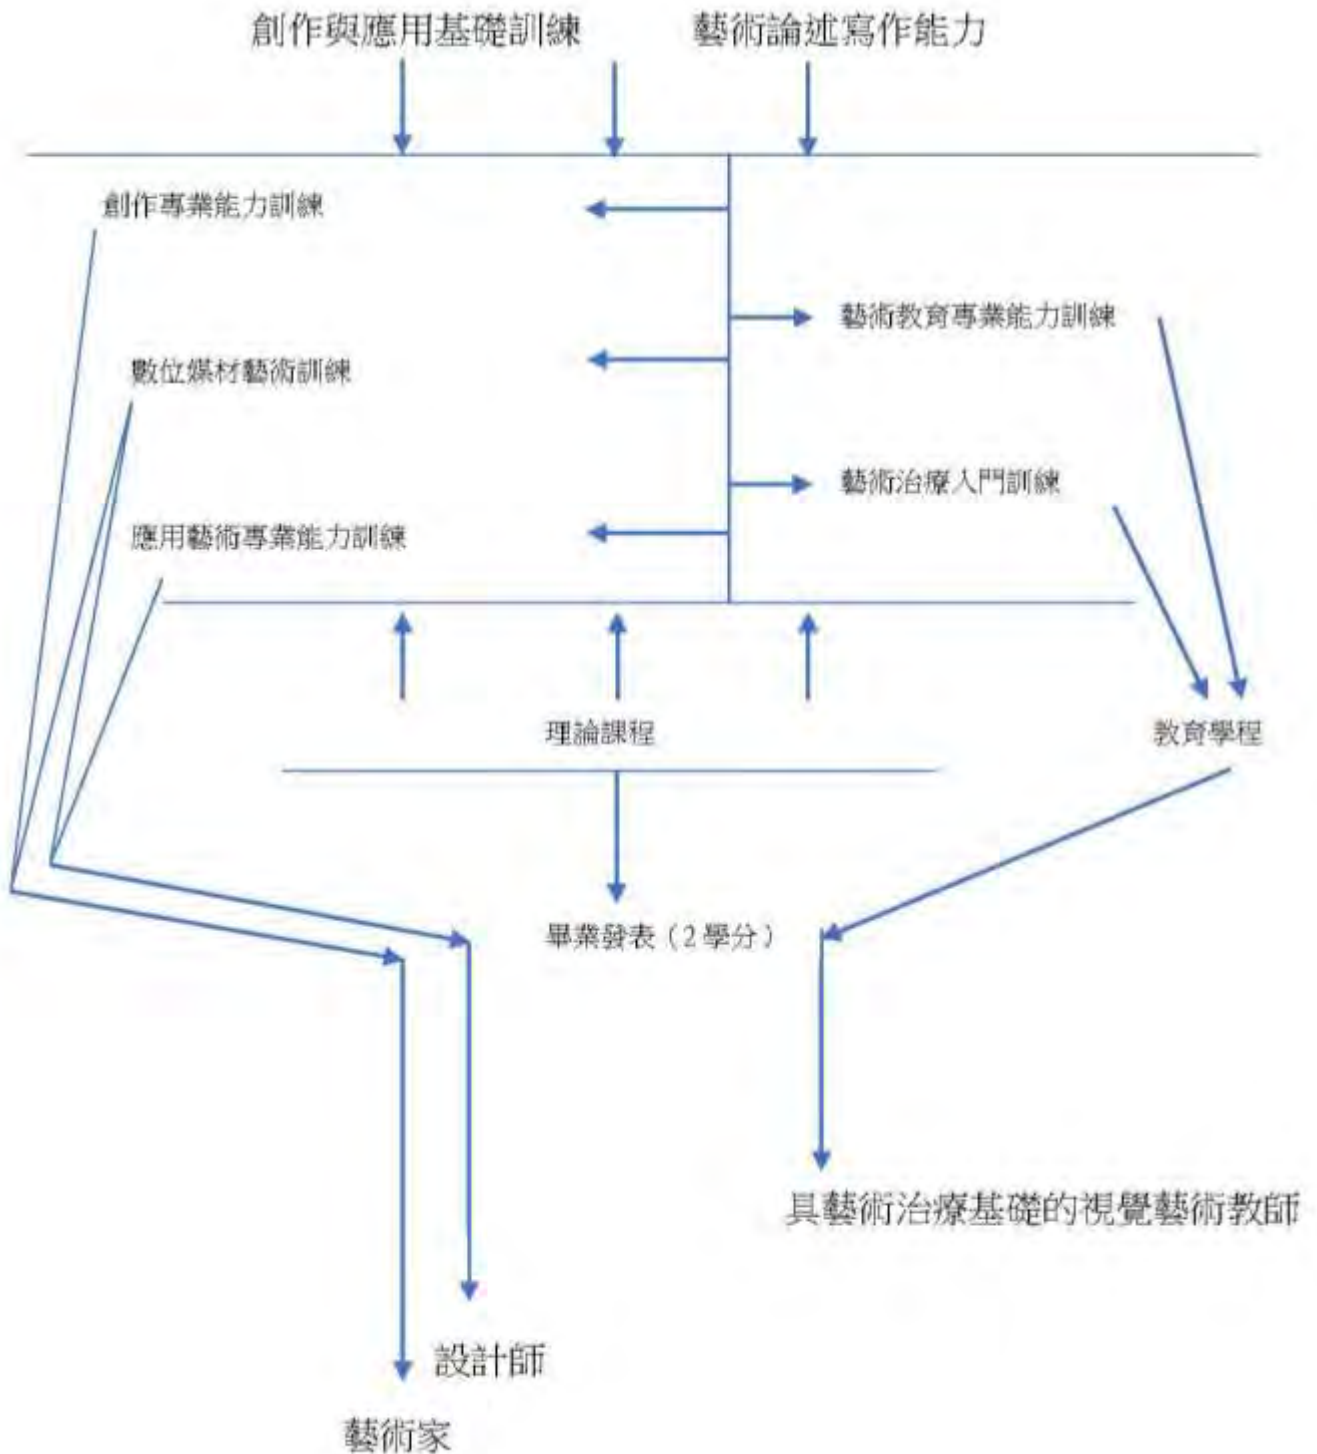 創作與應用基礎訓練
藝術論述寫作能力
創作專業能力訓練
藝術教育專業能力訓練
數位媒材藝術訓練
藝術治療入門訓練
應用藝術專業能力訓練
理論課程
教育學程
畢業發表（2 學分）
具藝術治療基礎的視覺藝術教師
設計師
藝術家